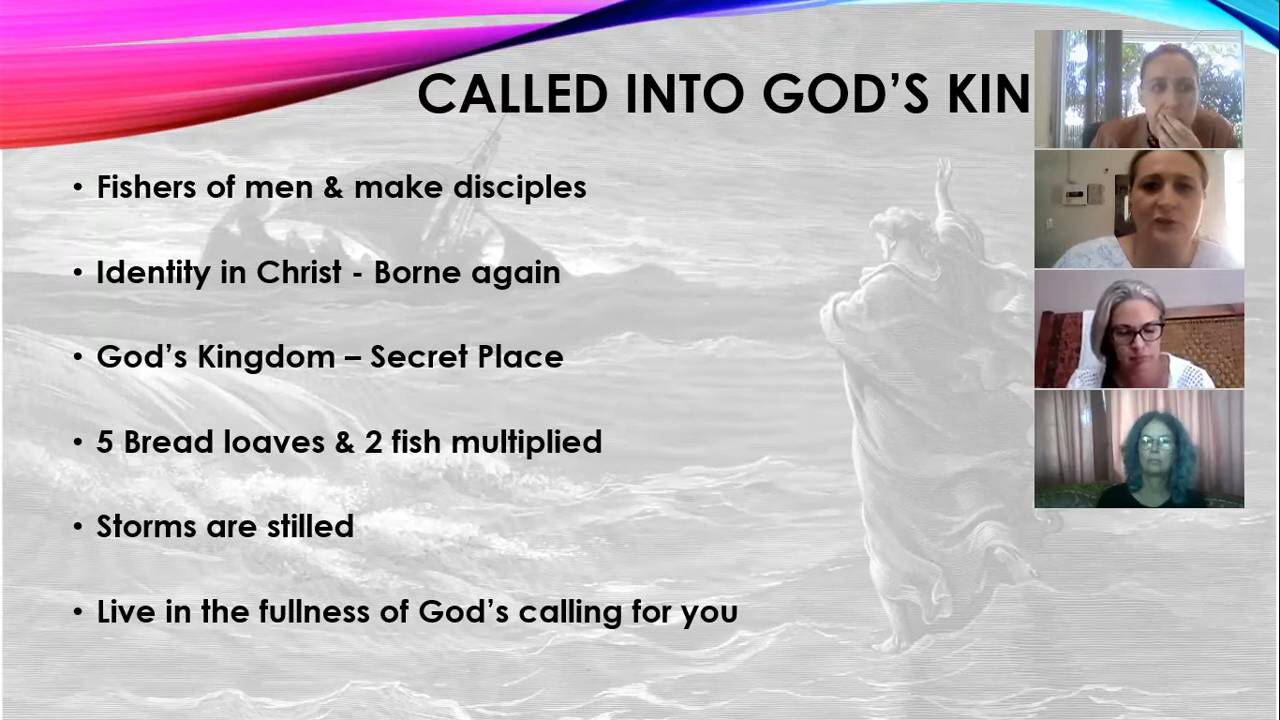 CALLED INTO GOD'S KIN
• Fishers of men & make disciples
• Identity in Christ - Borne again
• God's Kingdom – Secret Place
• 5 Bread loaves & 2 fish multiplied
• Storms are stilled
• Live in the fullness of God's calling for you